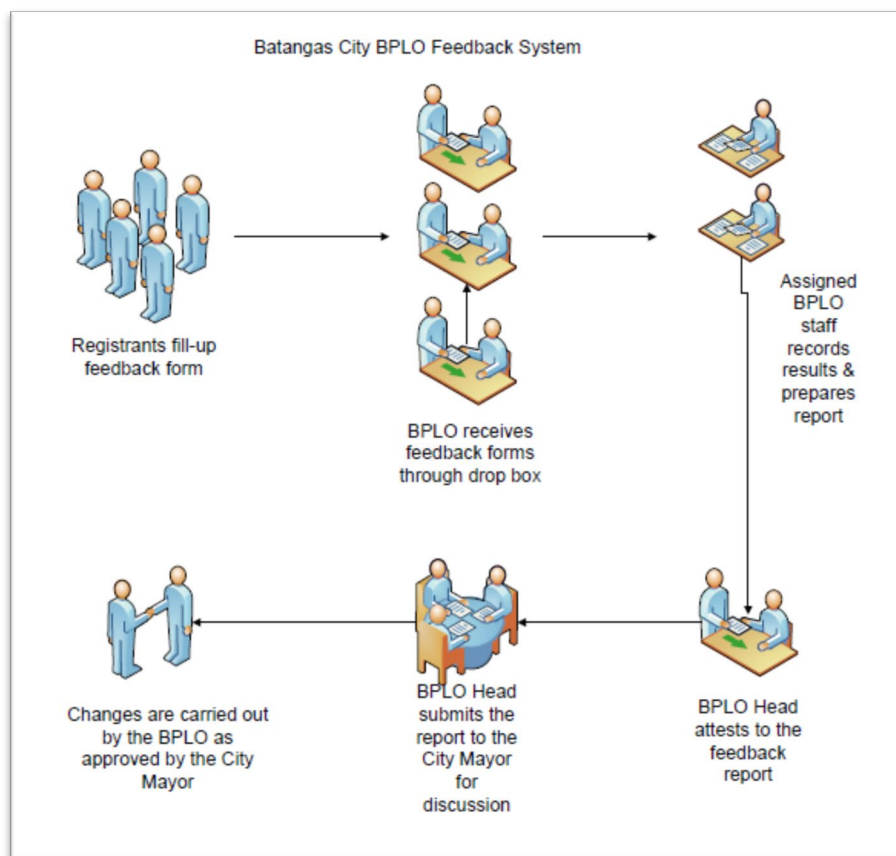 Batangas City BPLO Feedback System
Registrants fill-up
feedback form
BPLO receives
feedback forms
through drop box
Assigned
BPLO
staff
records
results &
prepares
report
BPLO Head
attests to the
feedback
report
BPLO Head
submits the
report to the
City Mayor
for
discussion
Changes are carried out
by the BPLO as
approved by the City
Mayor